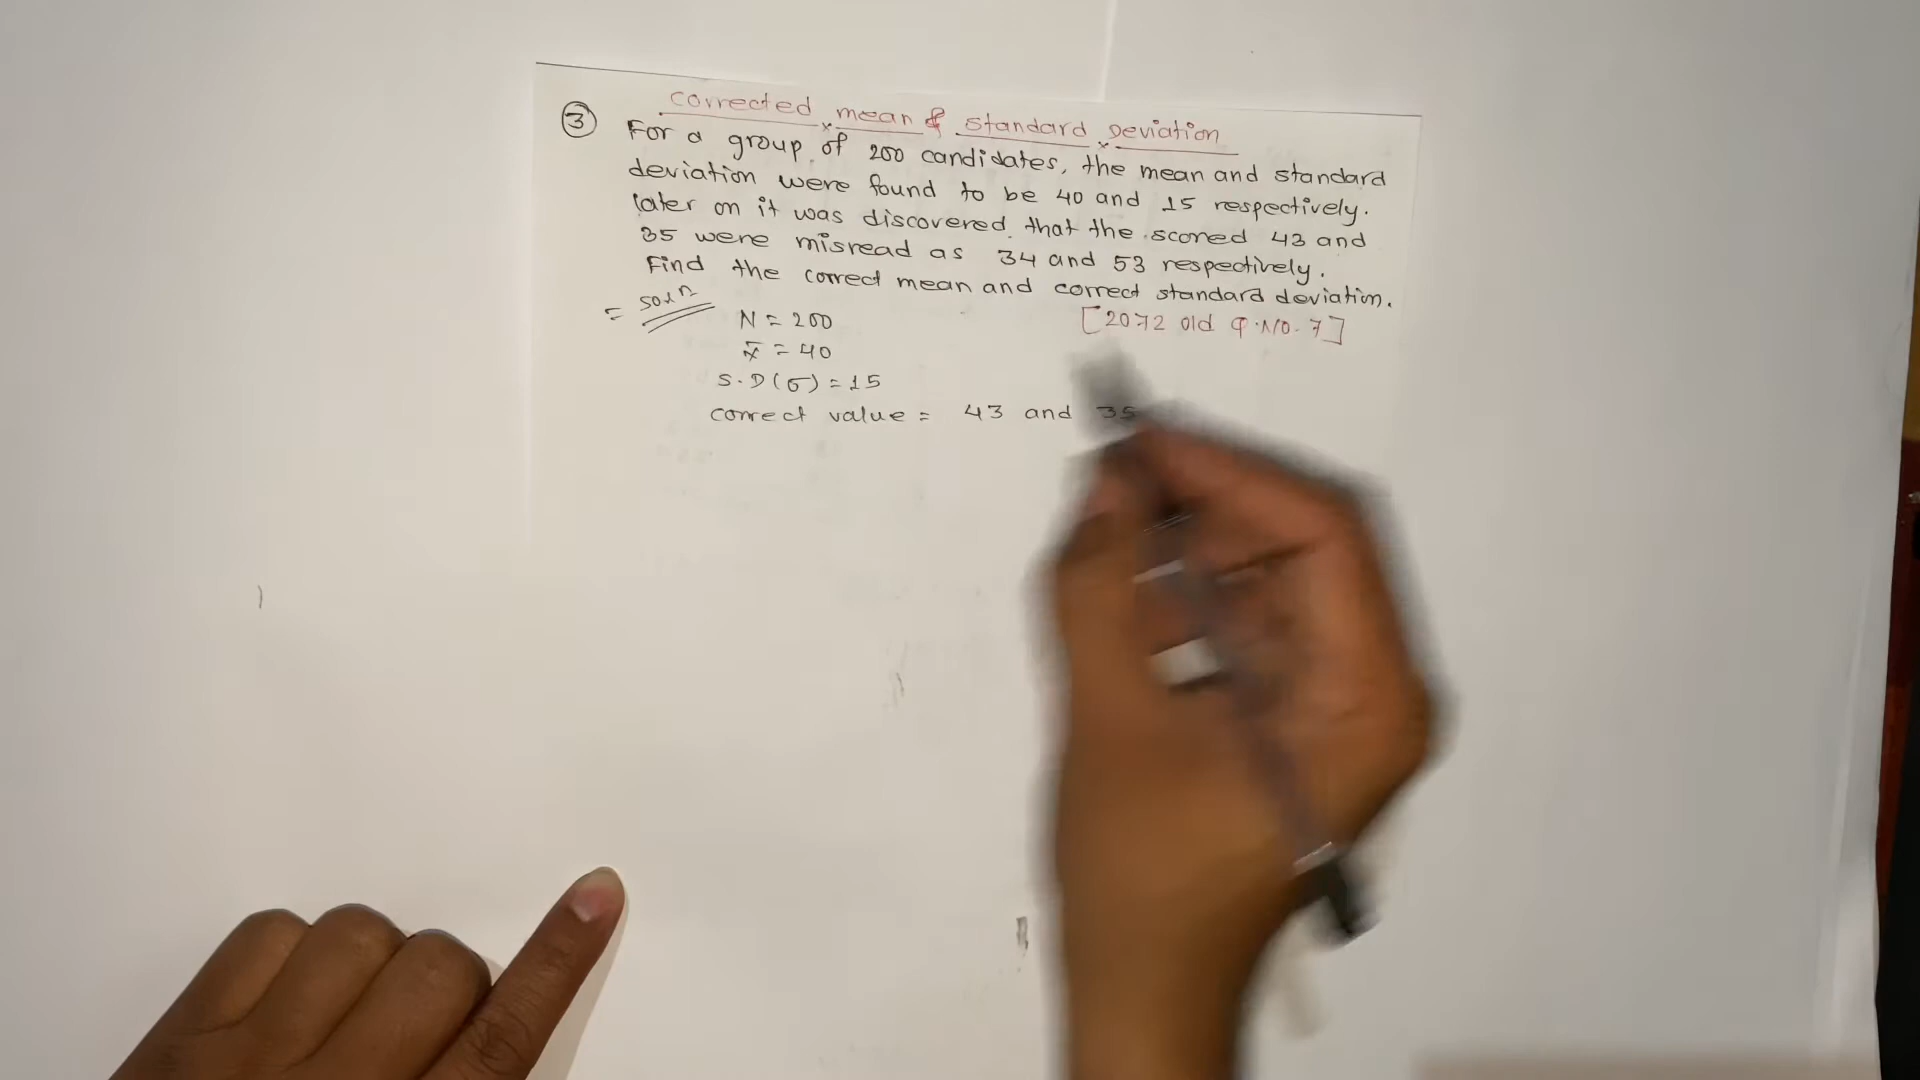 corrected mean & standard Deviation
③ For a group of 200 candidates, the mean and standard
deviation were found to be 40 and 15 respectively.
later on it was discovered that the scored 43 and
35 were misread as 34 and 53 respectively.
Find the correct mean and correct standard deviation.
[2072 old Q.NO. 7]
= Soln
N = 200
x̄ = 40
S.D(σ) = 15
correct value = 43 and 35